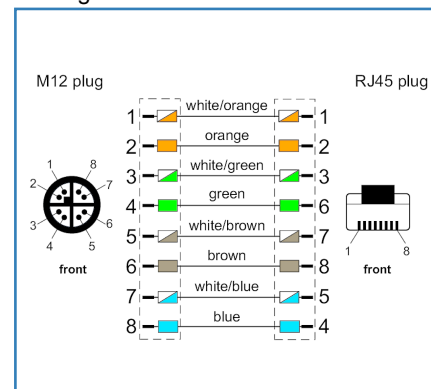 M12 plug
RJ45 plug
1 white/orange 1
2 orange 2
3 white/green 3
4 green 6
5 white/brown 7
6 brown 8
7 white/blue 5
8 blue 4
1 8
2 7
3 6
4 5
front
1 8
front